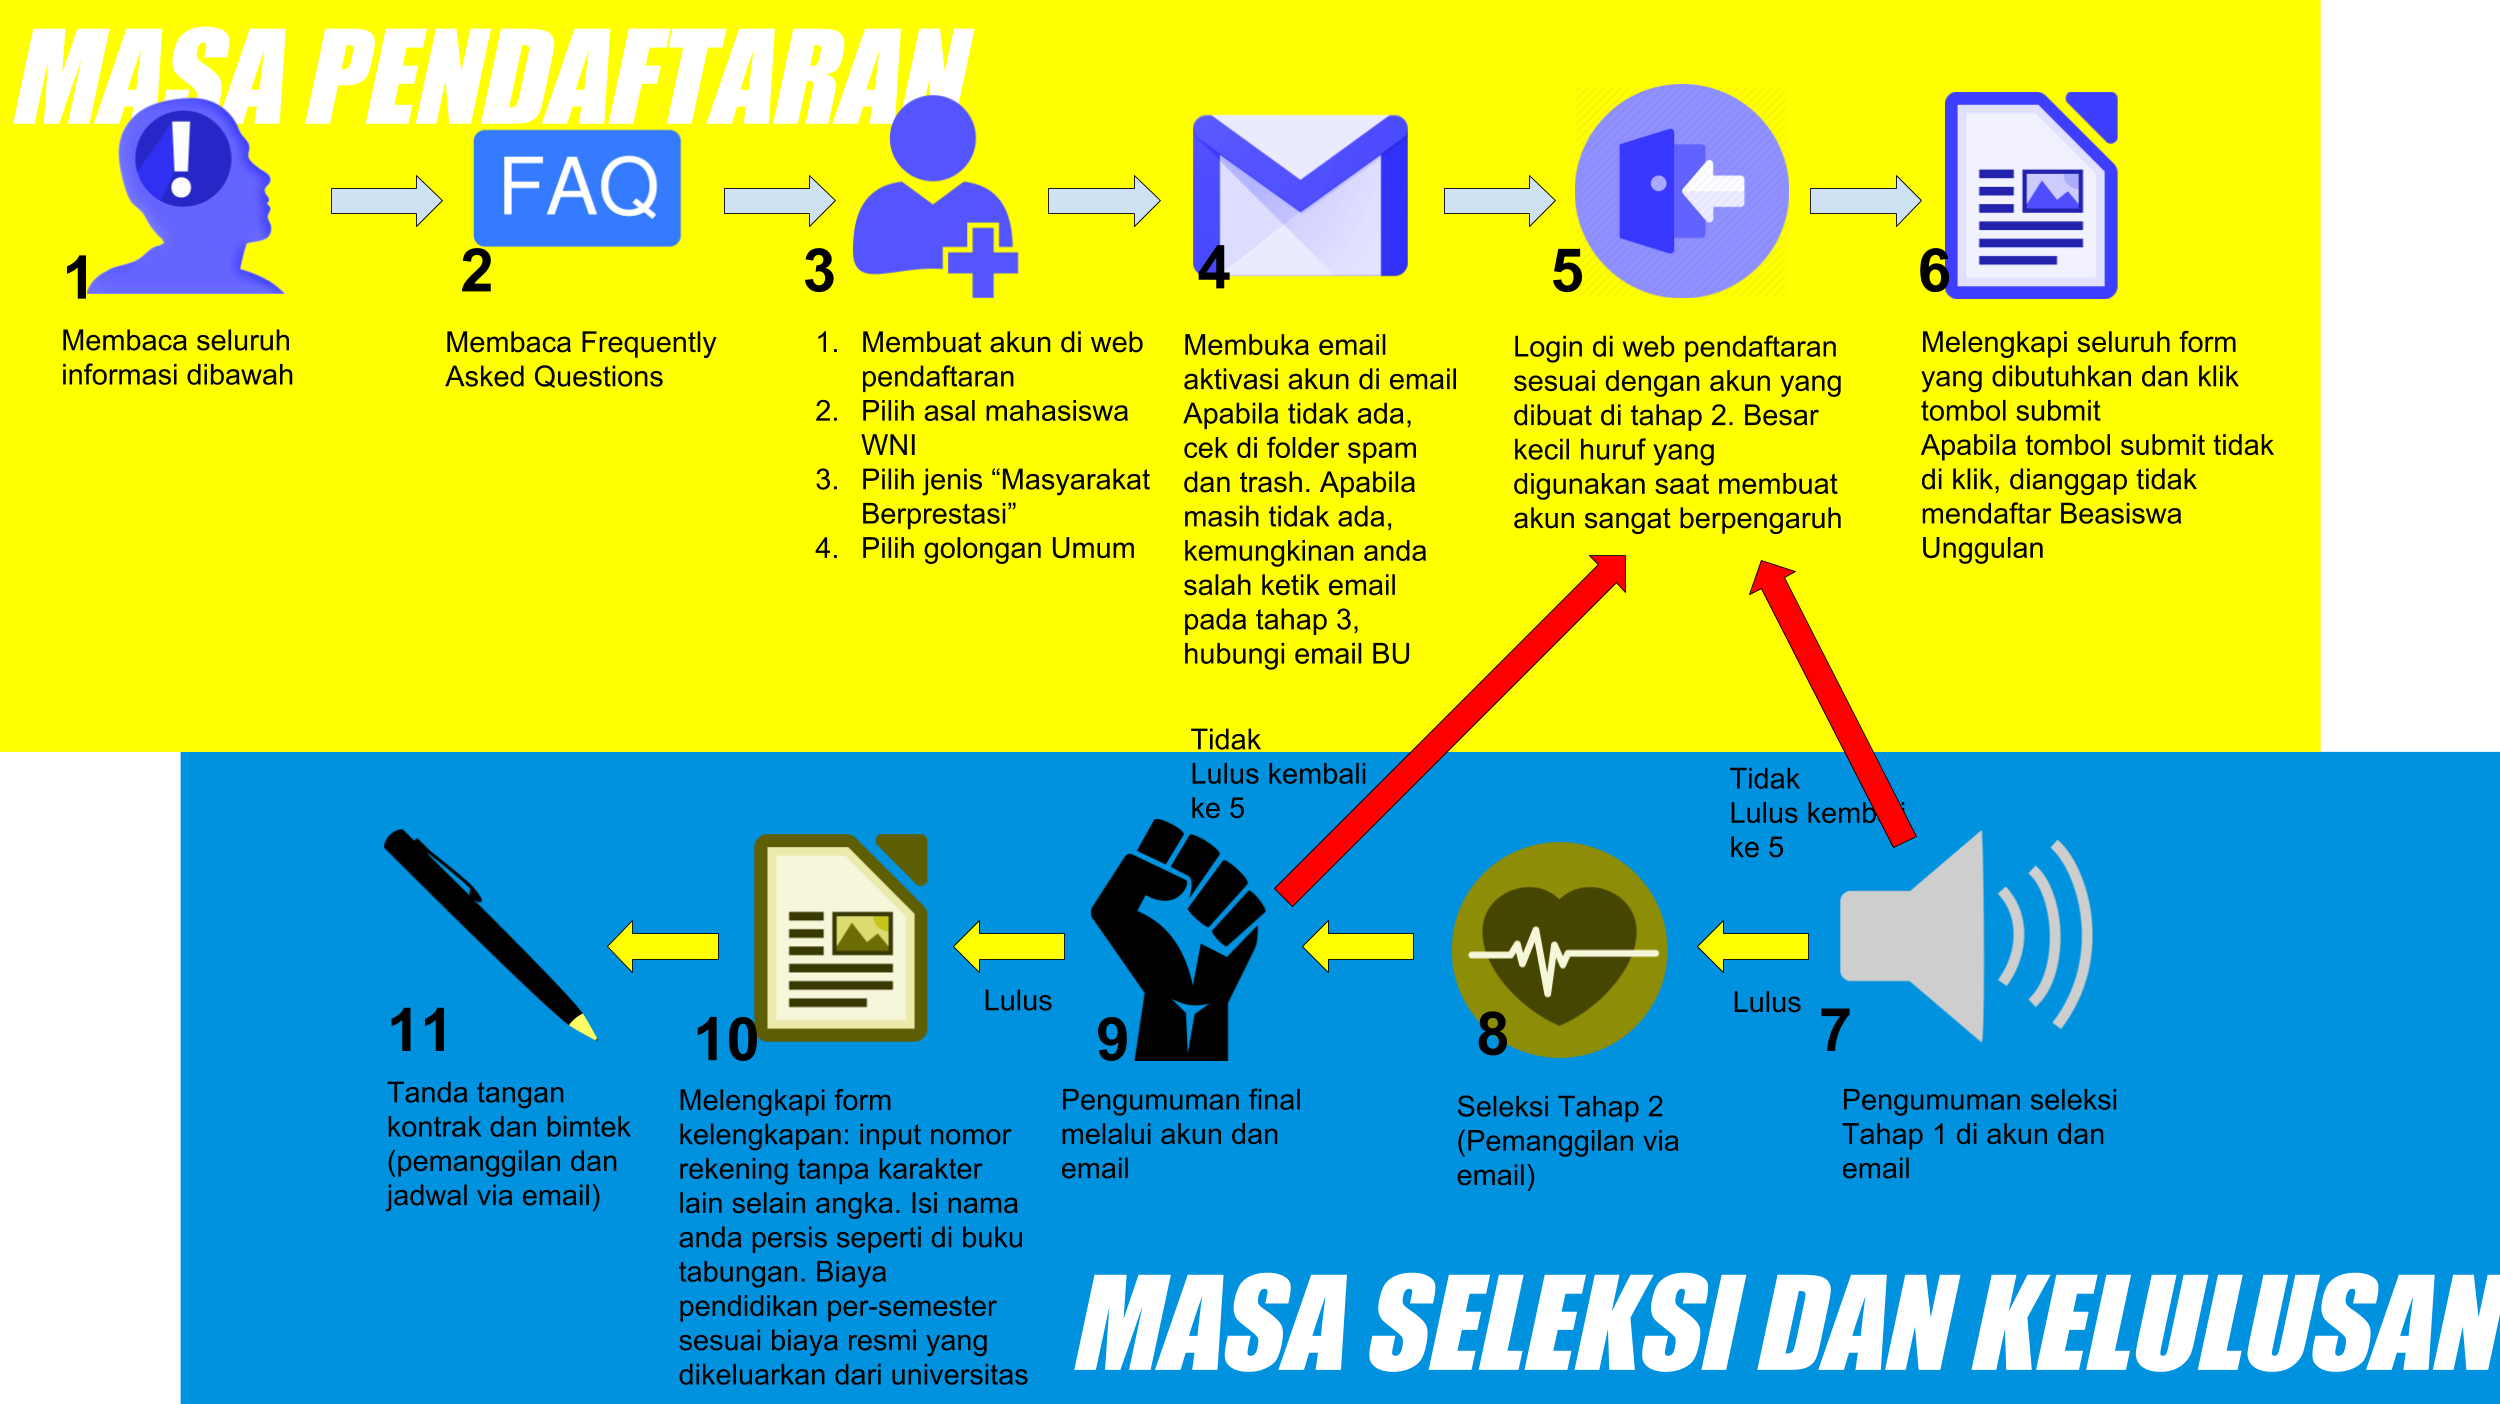 MASA PENDAFTARAN
!
FAQ
1
2
3
4
5
6
Membaca seluruh
informasi dibawah
Membaca Frequently
Asked Questions
1. Membuat akun di web
pendaftaran
2. Pilih asal mahasiswa
WNI
3. Pilih jenis “Masyarakat
Berprestasi”
4. Pilih golongan Umum
Membuka email
aktivasi akun di email
Apabila tidak ada,
cek di folder spam
dan trash. Apabila
masih tidak ada,
kemungkinan anda
salah ketik email
pada tahap 3,
hubungi email BU
Login di web pendaftaran
sesuai dengan akun yang
dibuat di tahap 2. Besar
kecil huruf yang
digunakan saat membuat
akun sangat berpengaruh
Melengkapi seluruh form
yang dibutuhkan dan klik
tombol submit
Apabila tombol submit tidak
di klik, dianggap tidak
mendaftar Beasiswa
Unggulan
Tidak
Lulus kembali
ke 5
Tidak
Lulus kembali
ke 5
Lulus
Lulus
7
Pengumuman seleksi
Tahap 1 di akun dan
email
8
Seleksi Tahap 2
(Pemanggilan via
email)
9
Pengumuman final
melalui akun dan
email
10
Melengkapi form
kelengkapan: input nomor
rekening tanpa karakter
lain selain angka. Isi nama
anda persis seperti di buku
tabungan. Biaya
pendidikan per-semester
sesuai biaya resmi yang
dikeluarkan dari universitas
11
Tanda tangan
kontrak dan bimtek
(pemanggilan dan
jadwal via email)
MASA SELEKSI DAN KELULUSAN